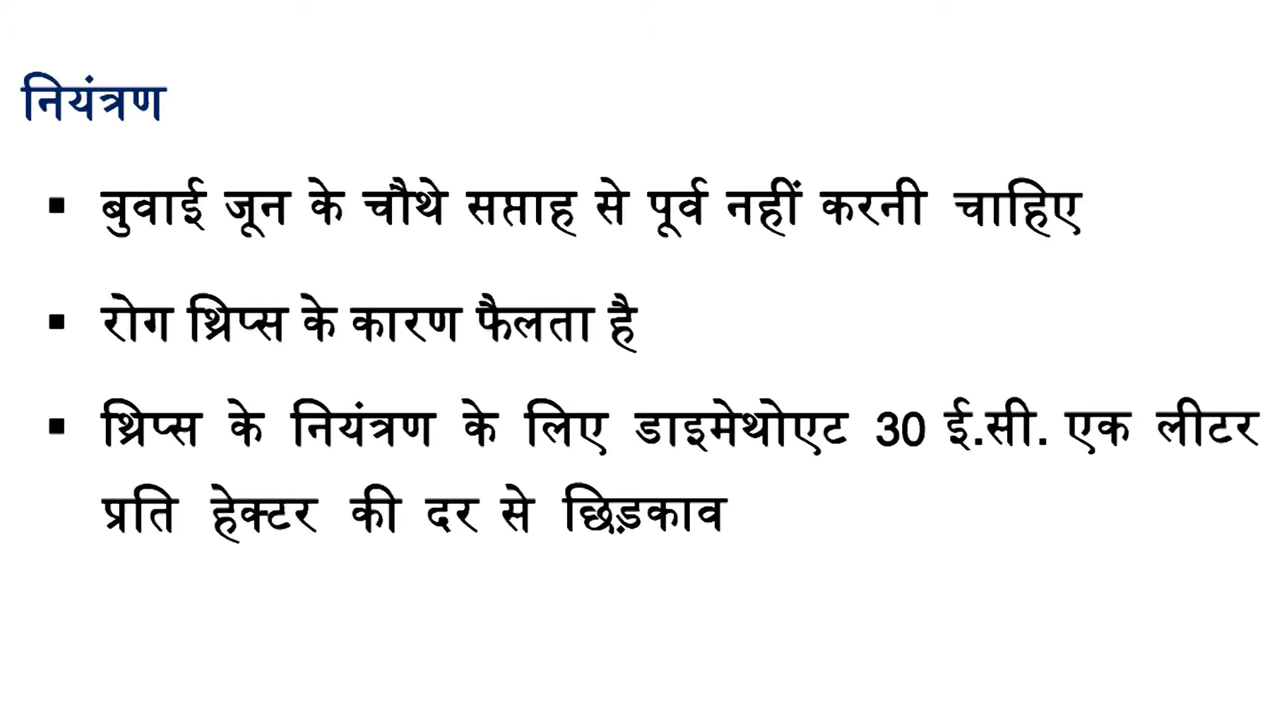 नियंत्रण
▪ बुवाई जून के चौथे सप्ताह से पूर्व नहीं करनी चाहिए
▪ रोग थ्रिप्स के कारण फैलता है
▪ थ्रिप्स के नियंत्रण के लिए डाइमेथोएट 30 ई.सी. एक लीटर
प्रति हेक्टर की दर से छिड़काव